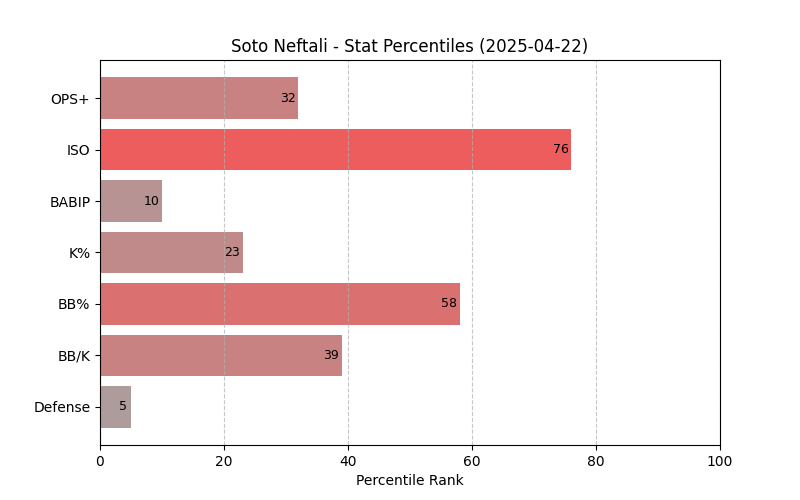 Soto Neftali - Stat Percentiles (2025-04-22)
OPS+ 32
ISO 76
BABIP 10
K% 23
BB% 58
BB/K 39
Defense 5
0 20 40 60 80 100
Percentile Rank